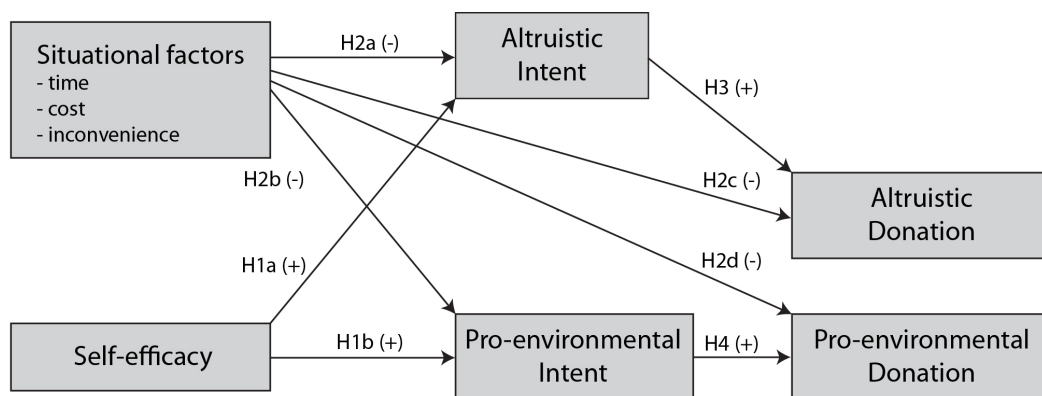 Situational factors
- time
- cost
- inconvenience
H2a (-)
Altruistic
Intent
H3 (+)
H2b (-)
H2c (-)
Altruistic
Donation
H1a (+)
H2d (-)
Self-efficacy
H1b (+)
Pro-environmental
Intent
H4 (+)
Pro-environmental
Donation